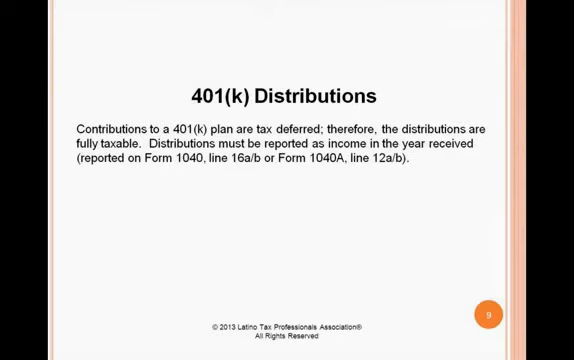 401(k) Distributions
Contributions to a 401(k) plan are tax deferred; therefore, the distributions are
fully taxable. Distributions must be reported as income in the year received
(reported on Form 1040, line 16a/b or Form 1040A, line 12a/b).
9
© 2013 Latino Tax Professionals Association®
All Rights Reserved